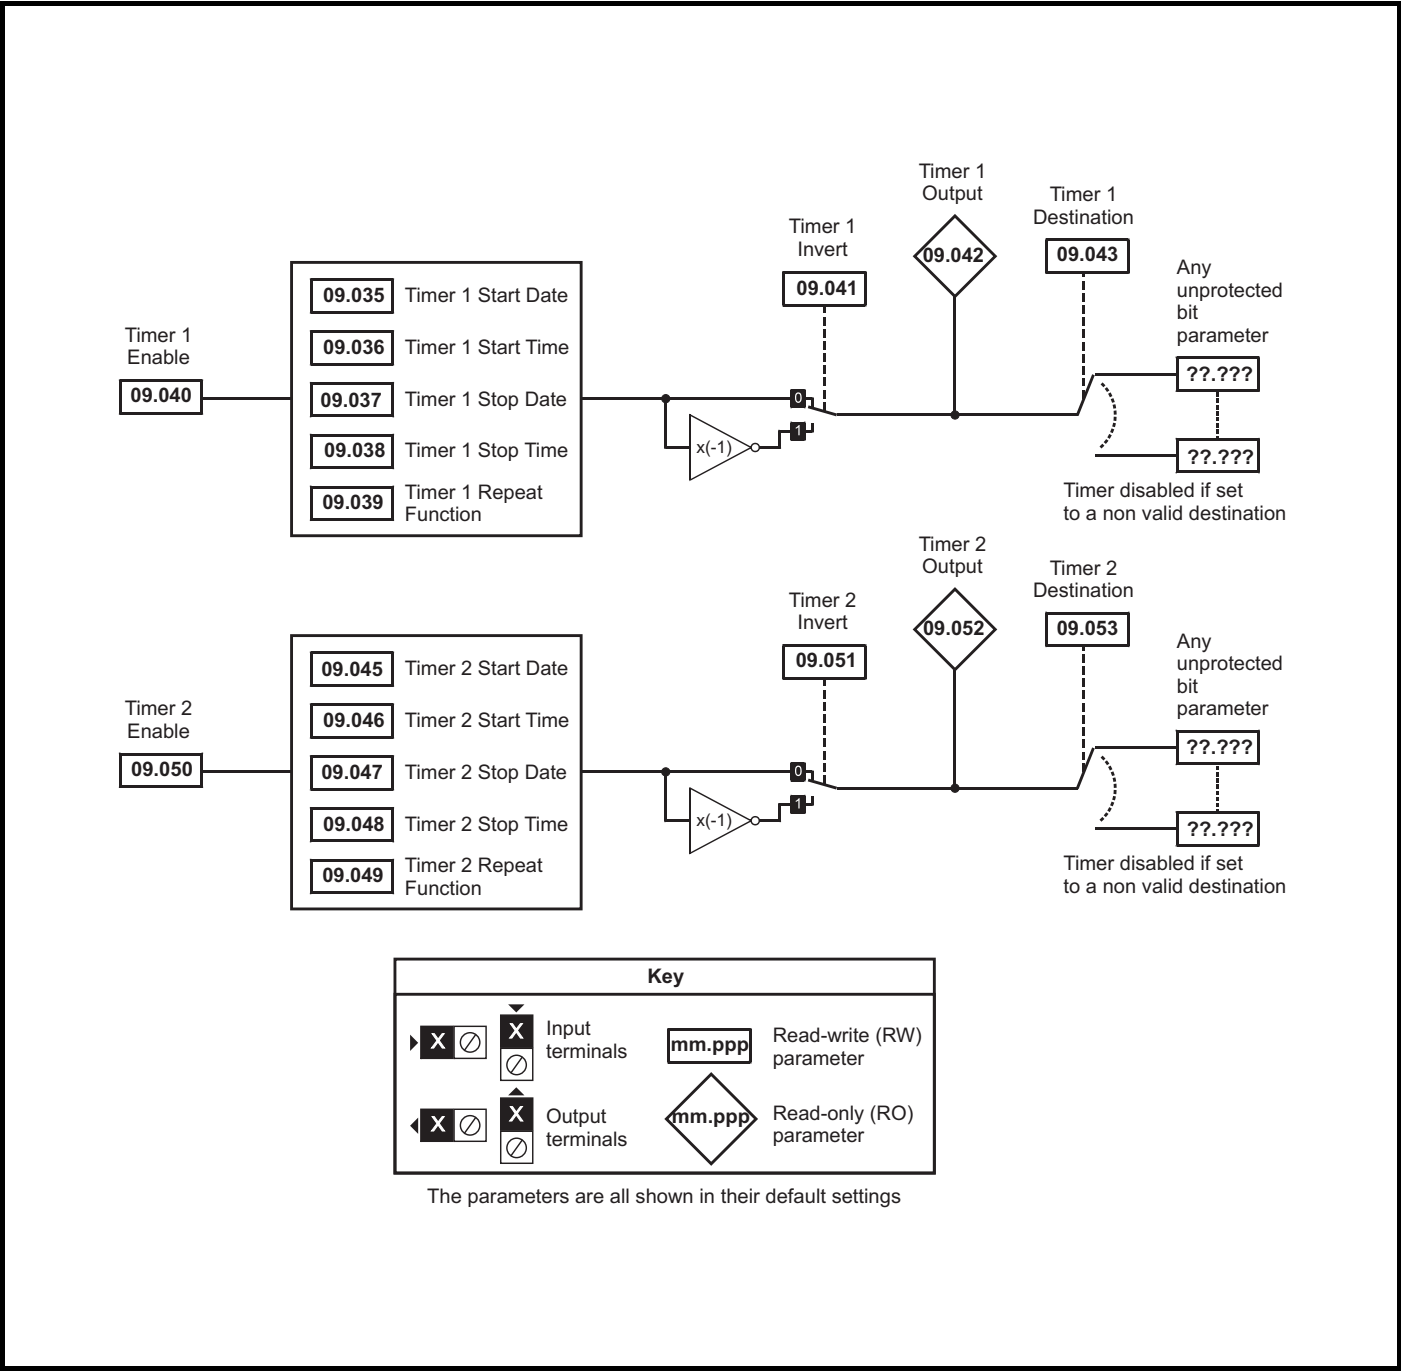 Timer 1
Output
Timer 1
Destination
Timer 1
Invert
09.042
09.043
09.041
Any
unprotected
bit
parameter
Timer 1
Enable
09.040
09.035 Timer 1 Start Date
09.036 Timer 1 Start Time
09.037 Timer 1 Stop Date
09.038 Timer 1 Stop Time
09.039 Timer 1 Repeat
Function
x(-1)
0
1
??.???
??.???
Timer disabled if set
to a non valid destination
Timer 2
Output
Timer 2
Destination
Timer 2
Invert
09.052
09.053
09.051
Any
unprotected
bit
parameter
Timer 2
Enable
09.050
09.045 Timer 2 Start Date
09.046 Timer 2 Start Time
09.047 Timer 2 Stop Date
09.048 Timer 2 Stop Time
09.049 Timer 2 Repeat
Function
x(-1)
0
1
??.???
??.???
Timer disabled if set
to a non valid destination
Key
X
X
Input
terminals
mm.ppp
Read-write (RW)
parameter
X
X
Output
terminals
mm.ppp
Read-only (RO)
parameter
The parameters are all shown in their default settings